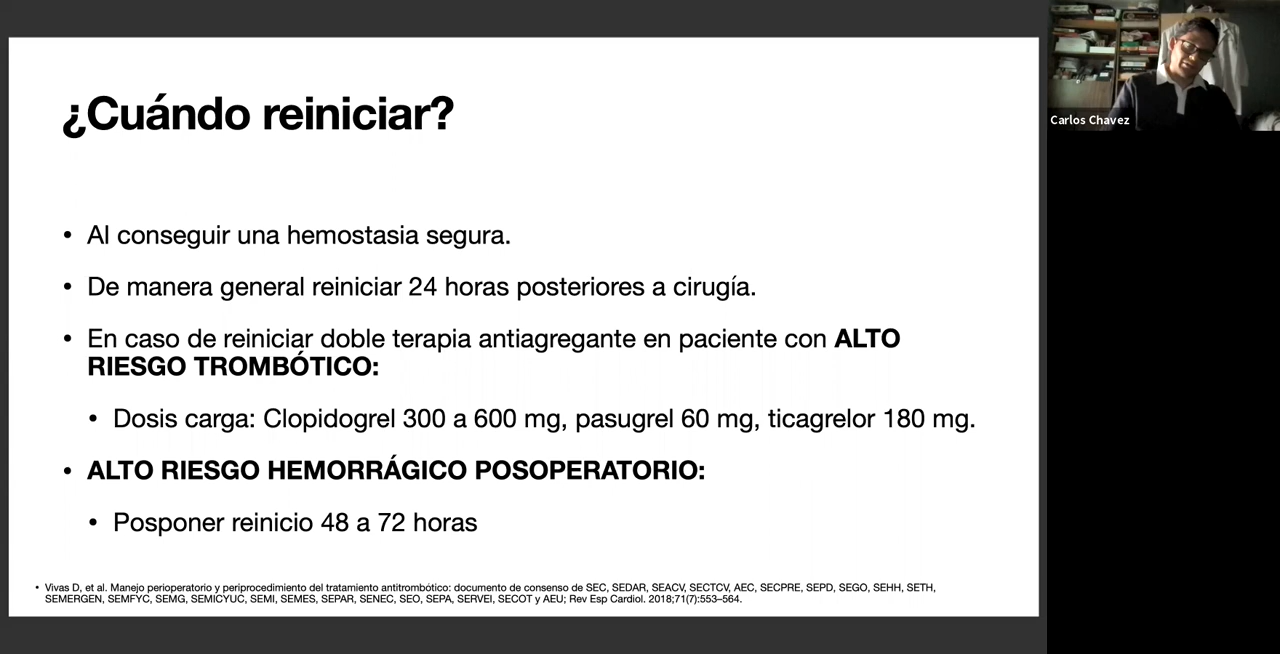 ¿Cuándo reiniciar?
• Al conseguir una hemostasia segura.
• De manera general reiniciar 24 horas posteriores a cirugía.
• En caso de reiniciar doble terapia antiagregante en paciente con ALTO
RIESGO TROMBÓTICO:
• Dosis carga: Clopidogrel 300 a 600 mg, pasugrel 60 mg, ticagrelor 180 mg.
• ALTO RIESGO HEMORRÁGICO POSOPERATORIO:
• Posponer reinicio 48 a 72 horas
• Vivas D, et al. Manejo perioperatorio y periprocedimiento del tratamiento antitrombótico: documento de consenso de SEC, SEDAR, SEACV, SECTCV, AEC, SECPRE, SEPD, SEGO, SEHH, SETH,
SEMERGEN, SEMFYC, SEMG, SEMICYUC, SEMI, SEMES, SEPAR, SENEC, SEO, SEPA, SERVEI, SECOT y AEU; Rev Esp Cardiol. 2018;71(7):553–564.
Carlos Chavez